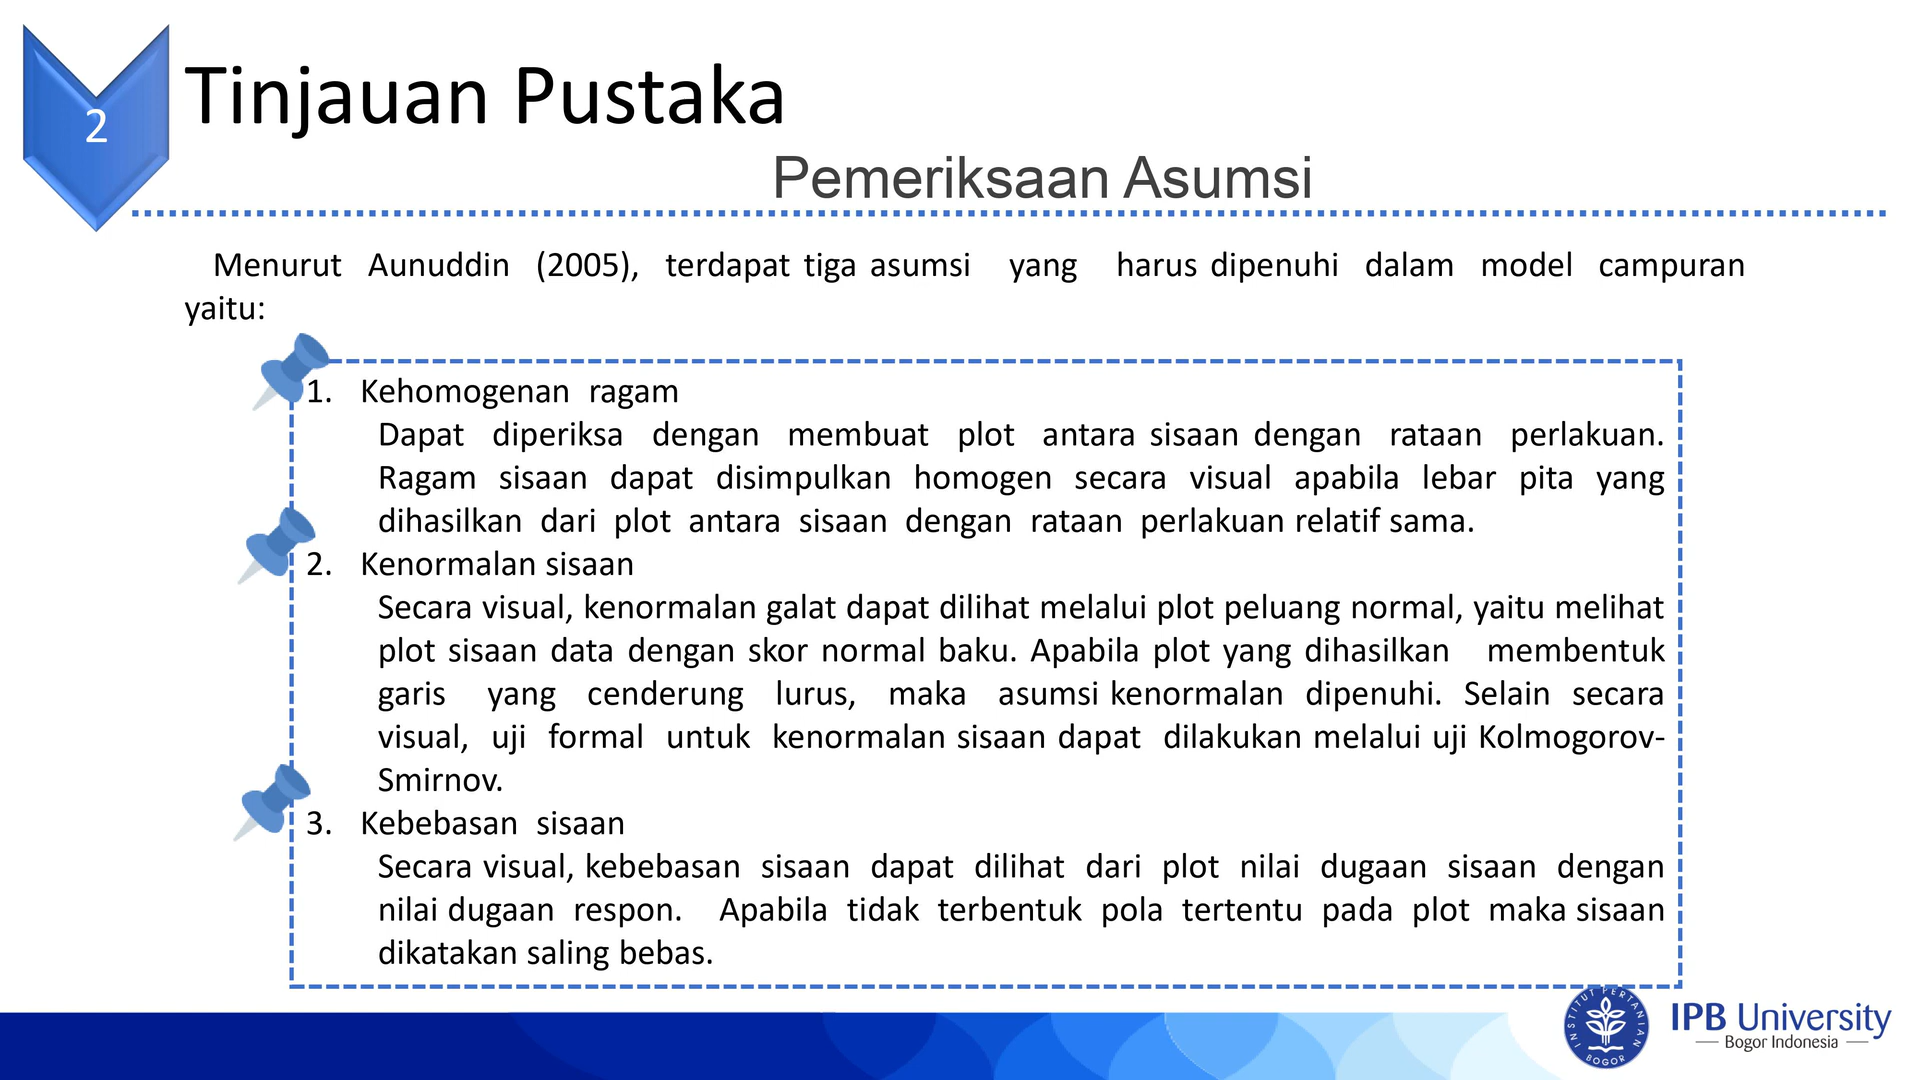 2
Tinjauan Pustaka
Pemeriksaan Asumsi
Menurut Aunuddin (2005), terdapat tiga asumsi yang harus dipenuhi dalam model campuran
yaitu:
1. Kehomogenan ragam
Dapat diperiksa dengan membuat plot antara sisaan dengan rataan perlakuan.
Ragam sisaan dapat disimpulkan homogen secara visual apabila lebar pita yang
dihasilkan dari plot antara sisaan dengan rataan perlakuan relatif sama.
2. Kenormalan sisaan
Secara visual, kenormalan galat dapat dilihat melalui plot peluang normal, yaitu melihat
plot sisaan data dengan skor normal baku. Apabila plot yang dihasilkan membentuk
garis yang cenderung lurus, maka asumsi kenormalan dipenuhi. Selain secara
visual, uji formal untuk kenormalan sisaan dapat dilakukan melalui uji Kolmogorov-
Smirnov.
3. Kebebasan sisaan
Secara visual, kebebasan sisaan dapat dilihat dari plot nilai dugaan sisaan dengan
nilai dugaan respon. Apabila tidak terbentuk pola tertentu pada plot maka sisaan
dikatakan saling bebas.
INSTITUT PERTANIAN
BOGOR
IPB University
Bogor Indonesia